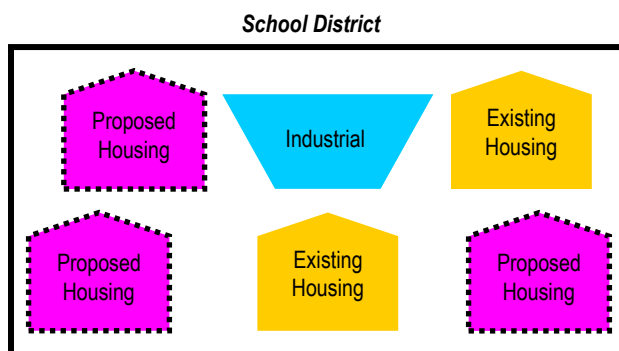 School District
Proposed
Housing
Industrial
Existing
Housing
Proposed
Housing
Existing
Housing
Proposed
Housing